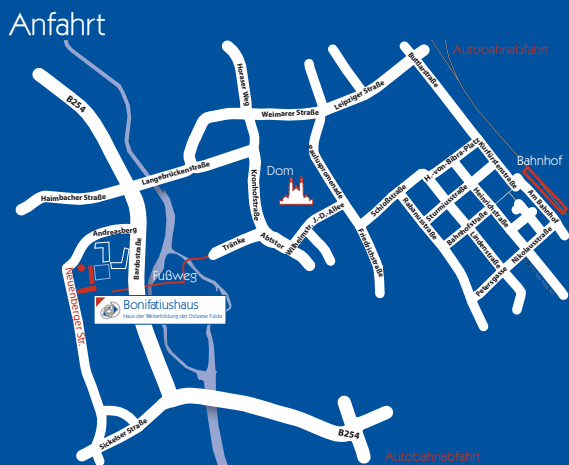 Anfahrt
Autobahnabfahrt
Buttlarstraße
B254
Horaser Weg
Leipziger Straße
Weimarer Straße
Langebrückenstraße
Haimbacher Straße
Kronhofstraße
Dom
Pauluspromenade
H.-von-Bibra-Platz
Kurfürstenstraße
Bahnhof
Am Bahnhof
Schloßstraße
Rabanusstraße
Sturmiusstraße
Heinrichstraße
Bahnhofstraße
Lindenstraße
Nikolausstraße
Petersgasse
J.-D.-Allee
Wilhelmstr.
Friedrichstraße
Abtstor
Tränke
Andreasberg
Bardostraße
Fußweg
Neuenberger Str.
Bonifatiushaus
Haus der Weiterbildung der Diözese Fulda
Sickelser Straße
B254
Autobahnabfahrt